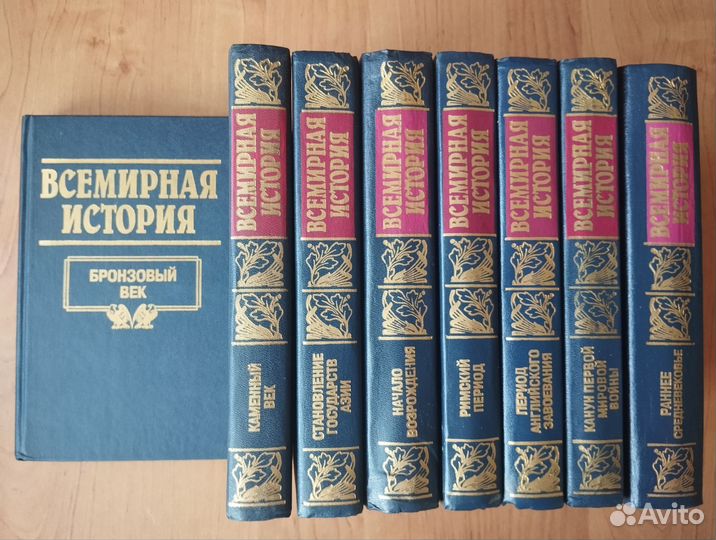 ВСЕМИРНАЯ
ИСТОРИЯ
БРОНЗОВЫЙ
ВЕК
ВСЕМИРНАЯ
ИСТОРИЯ
КАМЕННЫЙ
ВЕК
ВСЕМИРНАЯ
ИСТОРИЯ
СТАНОВЛЕНИЕ
ГОСУДАРСТВ
АЗИИ
ВСЕМИРНАЯ
ИСТОРИЯ
НАЧАЛО
ВОЗРОЖДЕНИЯ
ВСЕМИРНАЯ
ИСТОРИЯ
РИМСКИЙ
ПЕРИОД
ВСЕМИРНАЯ
ИСТОРИЯ
ПЕРИОД
АНГЛИЙСКОГО
ЗАВОЕВАНИЯ
ВСЕМИРНАЯ
ИСТОРИЯ
КАНУН ПЕРВОЙ
МИРОВОЙ
ВОЙНЫ
ВСЕМИРНАЯ
ИСТОРИЯ
РАННЕЕ
СРЕДНЕВЕКОВЬЕ
Avito